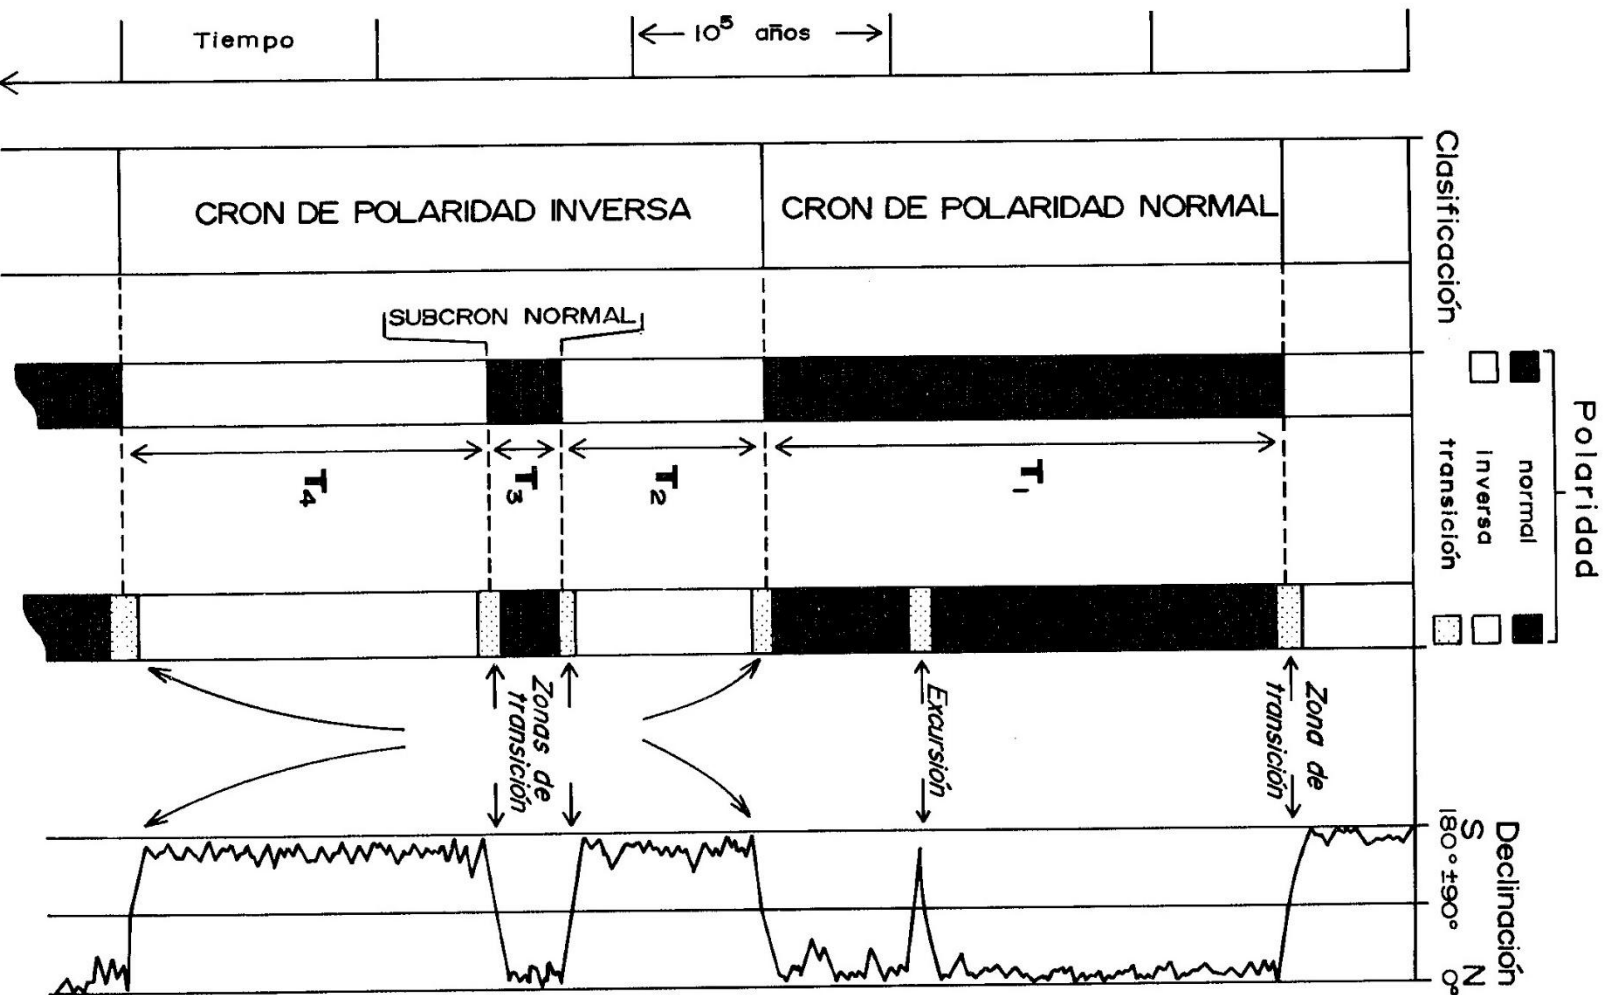 Tiempo
10⁵ años
Clasificación
CRON DE POLARIDAD INVERSA
CRON DE POLARIDAD NORMAL
SUBCRON NORMAL
Polaridad
normal
inversa
transición
T₄
T₃
T₂
T₁
Zonas de
transición
Excursión
Zona de
transición
Declinación
S
N
180°
±90°
0°